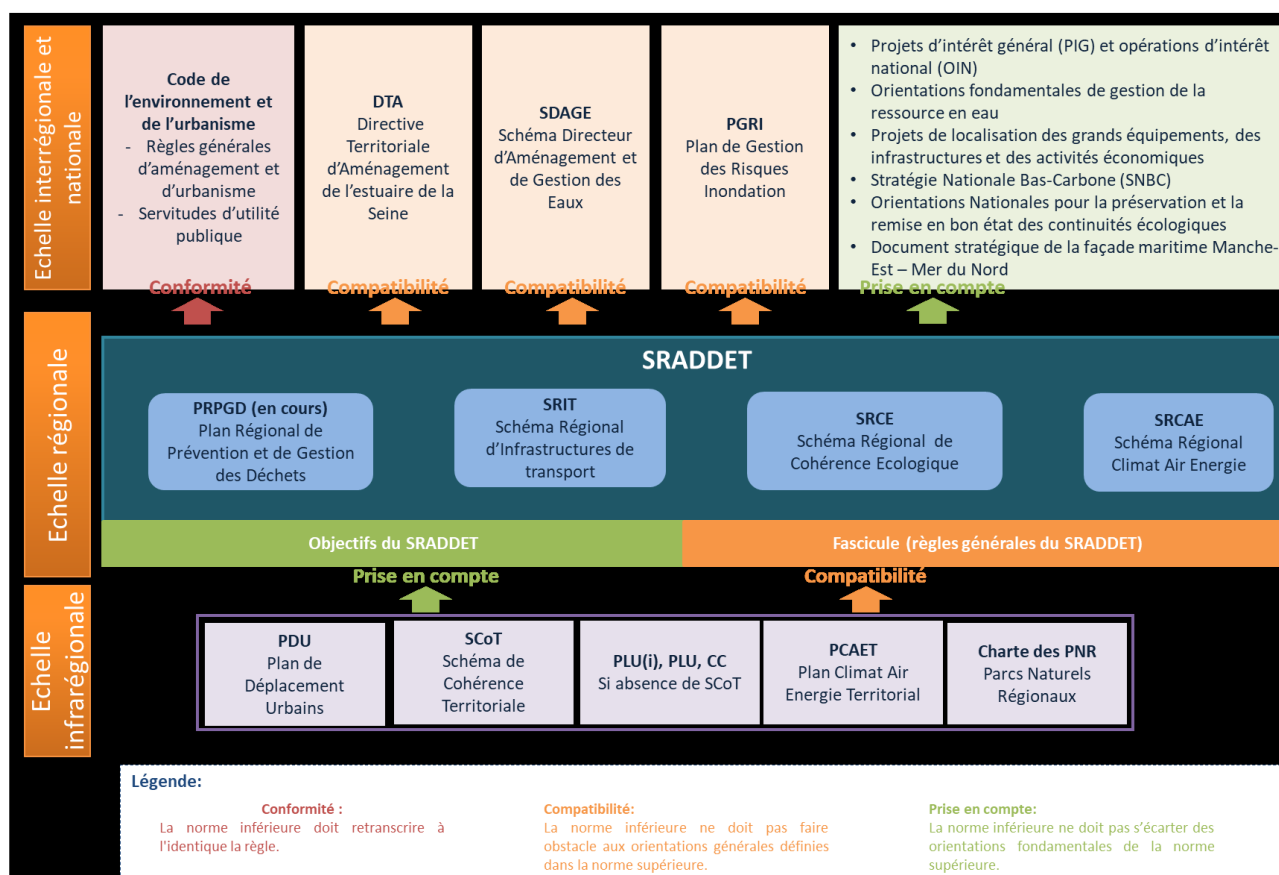 Echelle interrégionale et
nationale
Code de
l'environnement et
de l'urbanisme
- Règles générales
d'aménagement et
d'urbanisme
- Servitudes d'utilité
publique
Conformité
DTA
Directive
Territoriale
d'Aménagement
de l'estuaire de la
Seine
Compatibilité
SDAGE
Schéma Directeur
d'Aménagement et
de Gestion des
Eaux
Compatibilité
PGRI
Plan de Gestion
des Risques
Inondation
Compatibilité
• Projets d'intérêt général (PIG) et opérations d'intérêt
national (OIN)
• Orientations fondamentales de gestion de la
ressource en eau
• Projets de localisation des grands équipements, des
infrastructures et des activités économiques
• Stratégie Nationale Bas-Carbone (SNBC)
• Orientations Nationales pour la préservation et la
remise en bon état des continuités écologiques
• Document stratégique de la façade maritime Manche-
Est – Mer du Nord
Prise en compte
Echelle régionale
SRADDET
PRPGD (en cours)
Plan Régional de
Prévention et de Gestion
des Déchets
SRIT
Schéma Régional
d'Infrastructures de
transport
SRCE
Schéma Régional de
Cohérence Ecologique
SRCAE
Schéma Régional
Climat Air Energie
Objectifs du SRADDET
Fascicule (règles générales du SRADDET)
Prise en compte
Compatibilité
Echelle
infrarégionale
PDU
Plan de
Déplacement
Urbains
SCoT
Schéma de
Cohérence
Territoriale
PLU(i), PLU, CC
Si absence de SCoT
PCAET
Plan Climat Air
Energie Territorial
Charte des PNR
Parcs Naturels
Régionaux
Légende:
Conformité :
La norme inférieure doit retranscrire à
l'identique la règle.
Compatibilité:
La norme inférieure ne doit pas faire
obstacle aux orientations générales définies
dans la norme supérieure.
Prise en compte:
La norme inférieure ne doit pas s'écarter des
orientations fondamentales de la norme
supérieure.